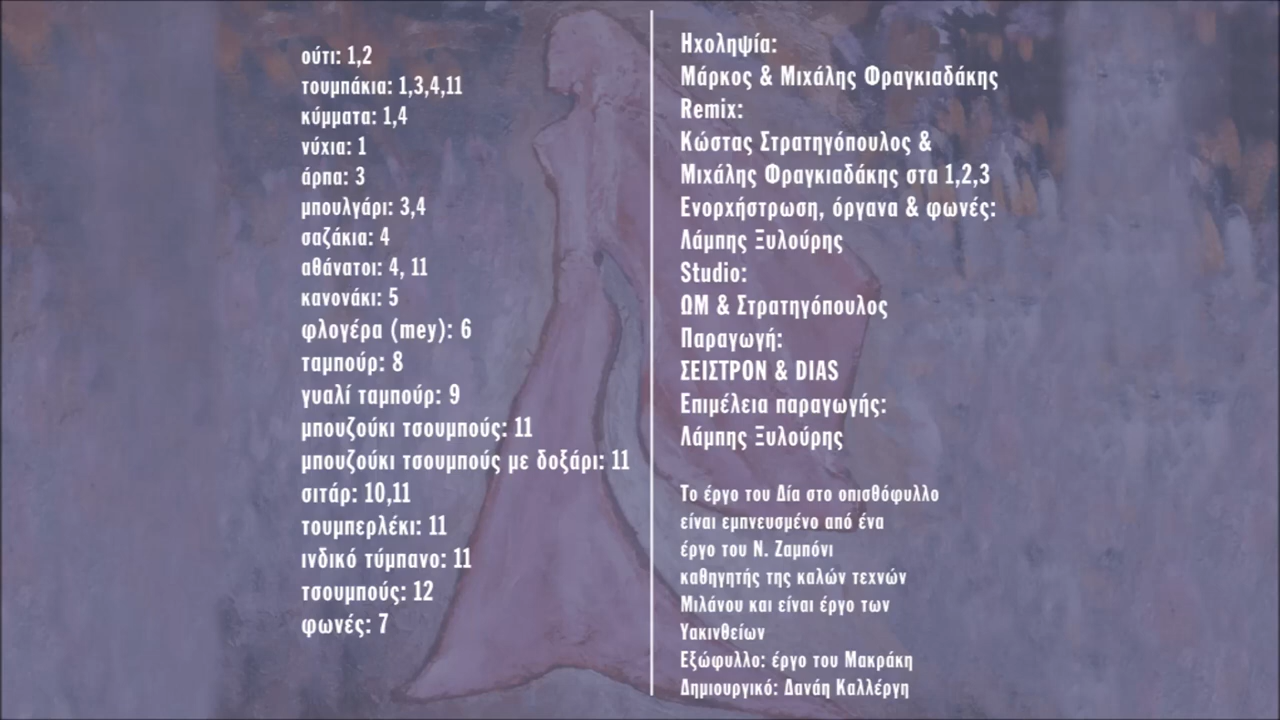 ούτι: 1,2
τουμπάκια: 1,3,4,11
κύμματα: 1,4
νύχια: 1
άρπα: 3
μπουλγάρι: 3,4
σαζάκια: 4
αθάνατοι: 4, 11
κανονάκι: 5
φλογέρα (mey): 6
ταμπούρ: 8
γυαλί ταμπούρ: 9
μπουζούκι τσουμπούς: 11
μπουζούκι τσουμπούς με δοξάρι: 11
σιτάρ: 10,11
τουμπερλέκι: 11
ινδικό τύμπανο: 11
τσουμπούς: 12
φωνές: 7
Ηχοληψία:
Μάρκος & Μιχάλης Φραγκιαδάκης
Remix:
Κώστας Στρατηγόπουλος &
Μιχάλης Φραγκιαδάκης στα 1,2,3
Ενορχήστρωση, όργανα & φωνές:
Λάμπης Ξυλούρης
Studio:
ΩΜ & Στρατηγόπουλος
Παραγωγή:
ΣΕΙΣΤΡΟΝ & DIAS
Επιμέλεια παραγωγής:
Λάμπης Ξυλούρης
Το έργο του Δία στο οπισθόφυλλο
είναι εμπνευσμένο από ένα
έργο του Ν. Ζαμπόνι
καθηγητής της καλών τεχνών
Μιλάνου και είναι έργο των
Υακινθείων
Εξώφυλλο: έργο του Μακράκη
Δημιουργικό: Δανάη Καλλέργη